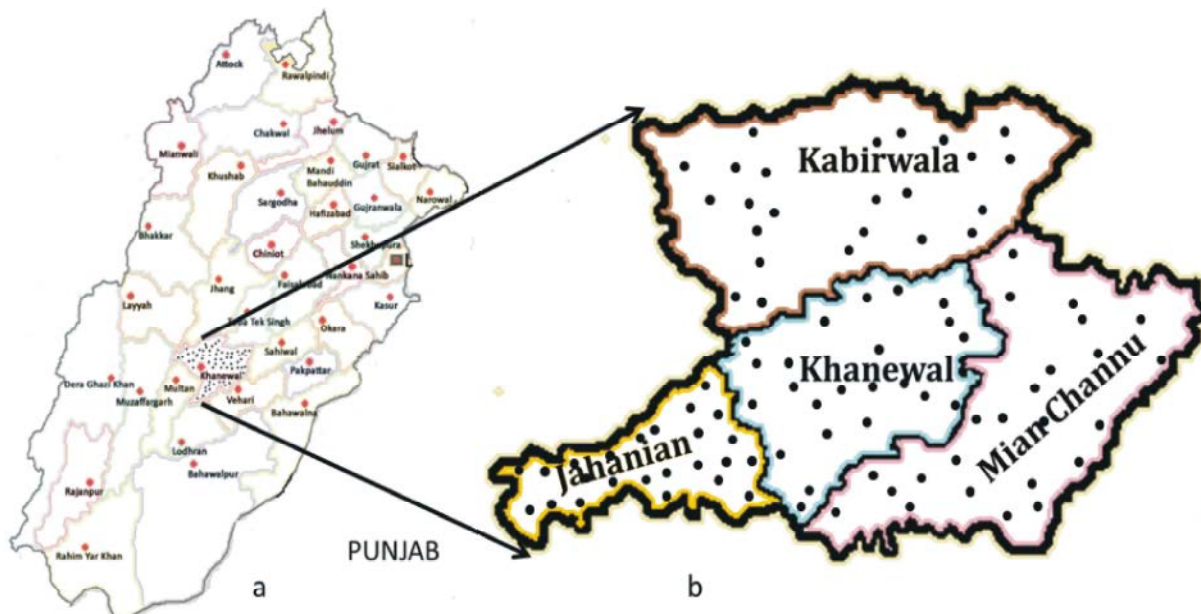 Attock
Rawalpindi
Chakwal
Jhelum
Mianwali
Khushab
Mandi
Bahauddin
Gujrat
Sialkot
Sargodha
Hafizabad
Gujranwala
Narowal
Bhakkar
Chiniot
Shekhupura
Nankana Sahib
L
Jhang
Faisalabad
Kasur
Layyah
Toba Tek Singh
Okara
Sahiwal
Khanewal
Pakpattar
Dera Ghazi Khan
Multan
Muzaffargarh
Vehari
Bahawalna
Lodhran
Bahawalpur
Rajanpur
Rahim Yar Khan
PUNJAB
a
Kabirwala
Khanewal
Mian Channu
Jahanian
b